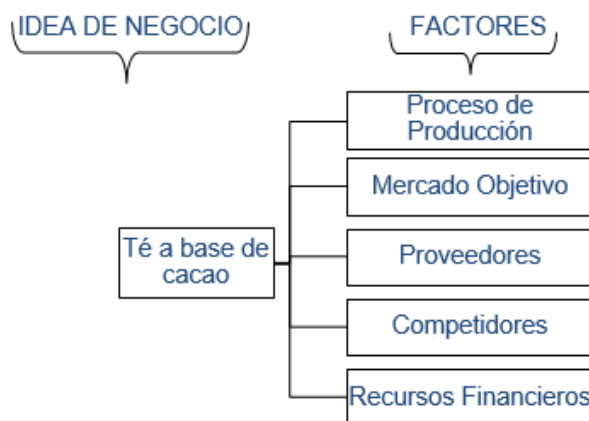 IDEA DE NEGOCIO
FACTORES
Proceso de
Producción
Mercado Objetivo
Té a base de
cacao
Proveedores
Competidores
Recursos Financieros